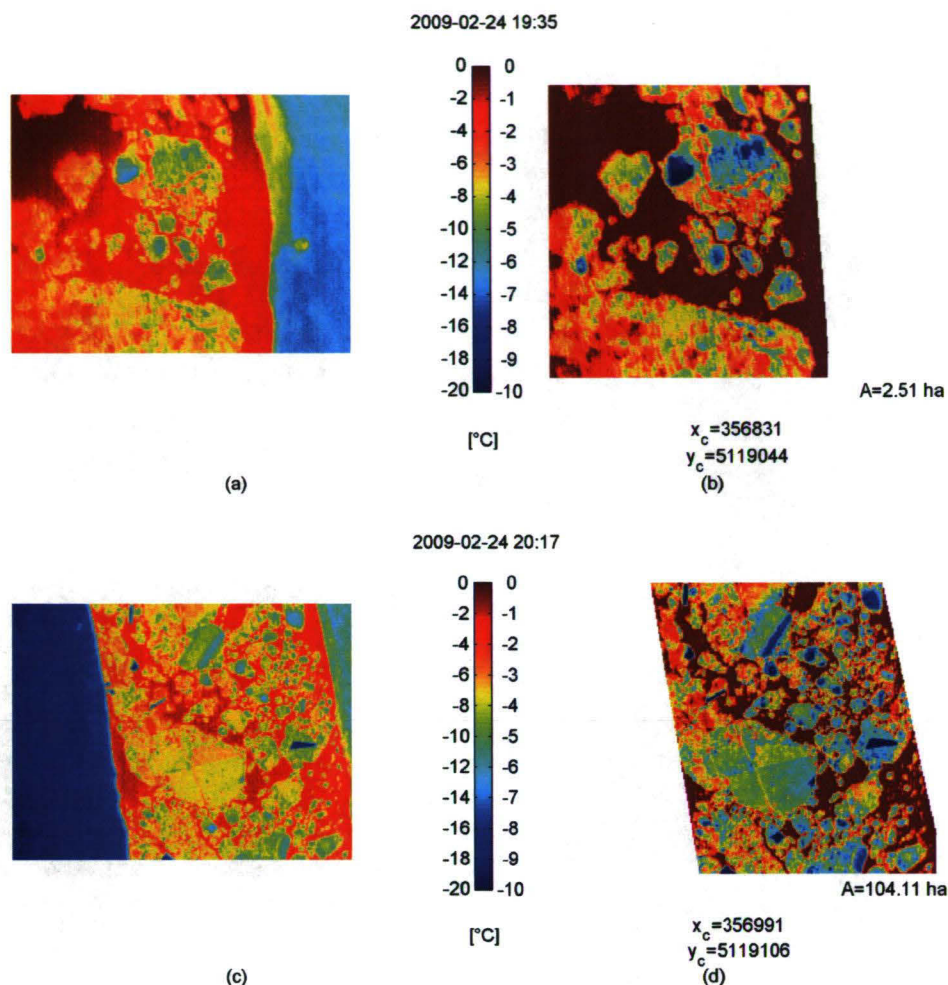 2009-02-24 19:35
0 0
-2 -1
-4 -2
-6 -3
-8 -4
-10 -5
-12 -6
-14 -7
-16 -8
-18 -9
-20 -10
[°C]
A=2.51 ha
x_c=356831
y_c=5119044
(a)
(b)
2009-02-24 20:17
0 0
-2 -1
-4 -2
-6 -3
-8 -4
-10 -5
-12 -6
-14 -7
-16 -8
-18 -9
-20 -10
[°C]
A=104.11 ha
x_c=356991
y_c=5119106
(c)
(d)